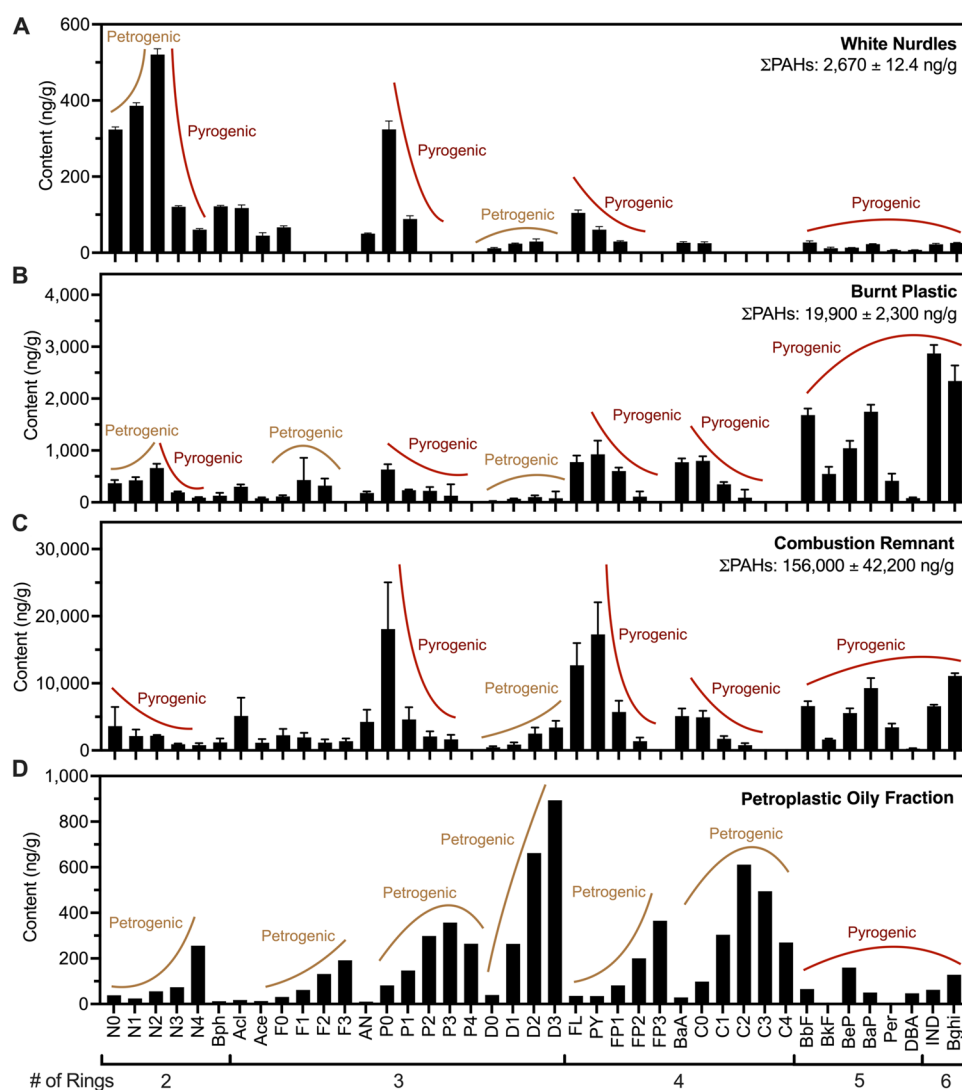 A
600
400
200
0
Content (ng/g)
Petrogenic
Pyrogenic
Pyrogenic
Petrogenic
Pyrogenic
Pyrogenic
White Nurdles
ΣPAHs: 2,670 ± 12.4 ng/g
B
4,000
3,000
2,000
1,000
0
Content (ng/g)
Petrogenic
Pyrogenic
Petrogenic
Pyrogenic
Petrogenic
Pyrogenic
Pyrogenic
Pyrogenic
Burnt Plastic
ΣPAHs: 19,900 ± 2,300 ng/g
C
30,000
20,000
10,000
0
Content (ng/g)
Pyrogenic
Pyrogenic
Petrogenic
Pyrogenic
Pyrogenic
Pyrogenic
Combustion Remnant
ΣPAHs: 156,000 ± 42,200 ng/g
D
1,000
800
600
400
200
0
Content (ng/g)
Petrogenic
Petrogenic
Petrogenic
Petrogenic
Petrogenic
Petrogenic
Pyrogenic
Petroplastic Oily Fraction
N0 N1 N2 N3 N4 Bph Acl Ace F0 F1 F2 F3 AN P0 P1 P2 P3 P4 D0 D1 D2 D3 FL PY FP1 FP2 FP3 BaA C0 C1 C2 C3 C4 BbF BkF BeP BaP Per DBA IND Bghi
# of Rings 2 3 4 5 6